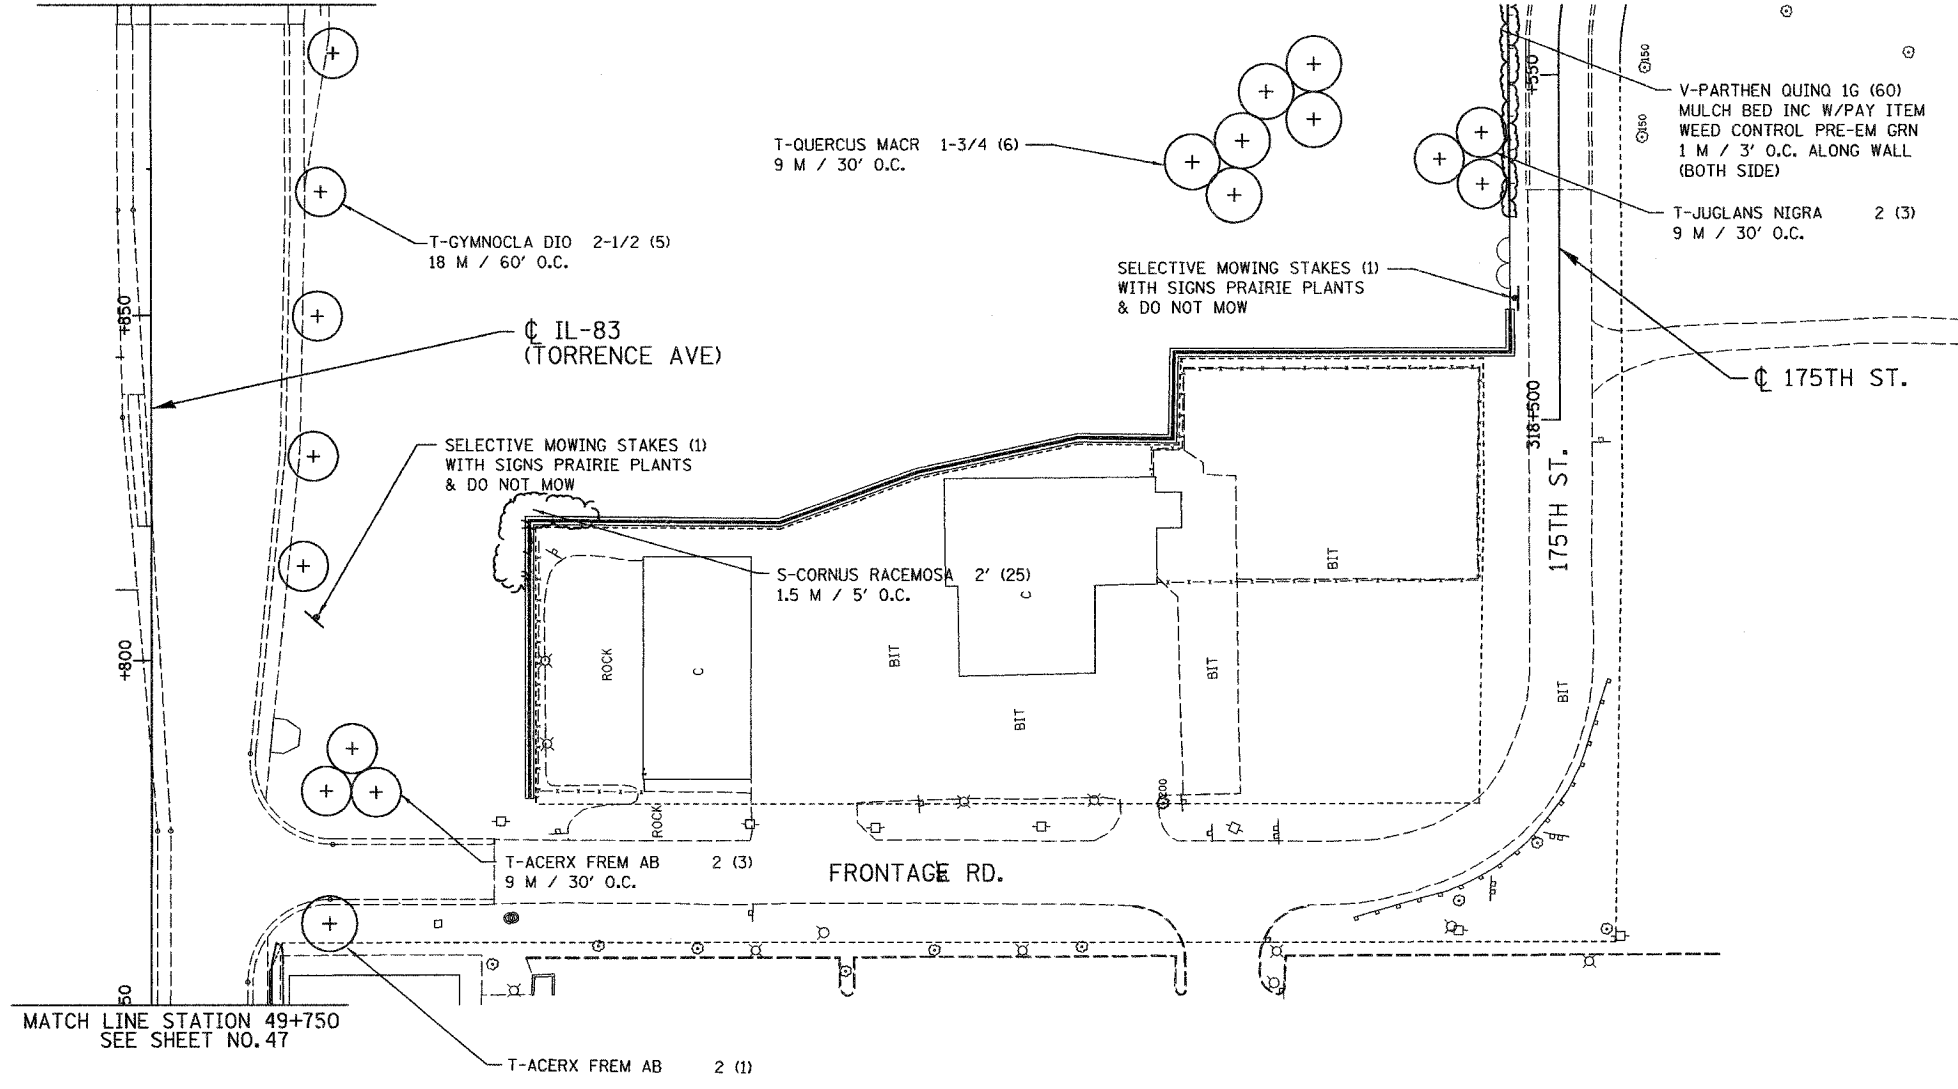 +550
150
150
V-PARTHEN QUINQ 1G (60)
MULCH BED INC W/PAY ITEM
WEED CONTROL PRE-EM GRN
1 M / 3' O.C. ALONG WALL
(BOTH SIDE)
T-QUERCUS MACR 1-3/4 (6)
9 M / 30' O.C.
T-JUGLANS NIGRA 2 (3)
9 M / 30' O.C.
T-GYMNOCLA DIO 2-1/2 (5)
18 M / 60' O.C.
SELECTIVE MOWING STAKES (1)
WITH SIGNS PRAIRIE PLANTS
& DO NOT MOW
+850
℄ IL-83
(TORRENCE AVE)
℄ 175TH ST.
318+500
SELECTIVE MOWING STAKES (1)
WITH SIGNS PRAIRIE PLANTS
& DO NOT MOW
175TH ST.
BIT
S-CORNUS RACEMOSA 2' (25)
1.5 M / 5' O.C.
C
+800
ROCK
C
BIT
BIT
BIT
BIT
200
ROCK
T-ACERX FREM AB 2 (3)
9 M / 30' O.C.
FRONTAGE RD.
50
MATCH LINE STATION 49+750
SEE SHEET NO. 47
T-ACERX FREM AB 2 (1)